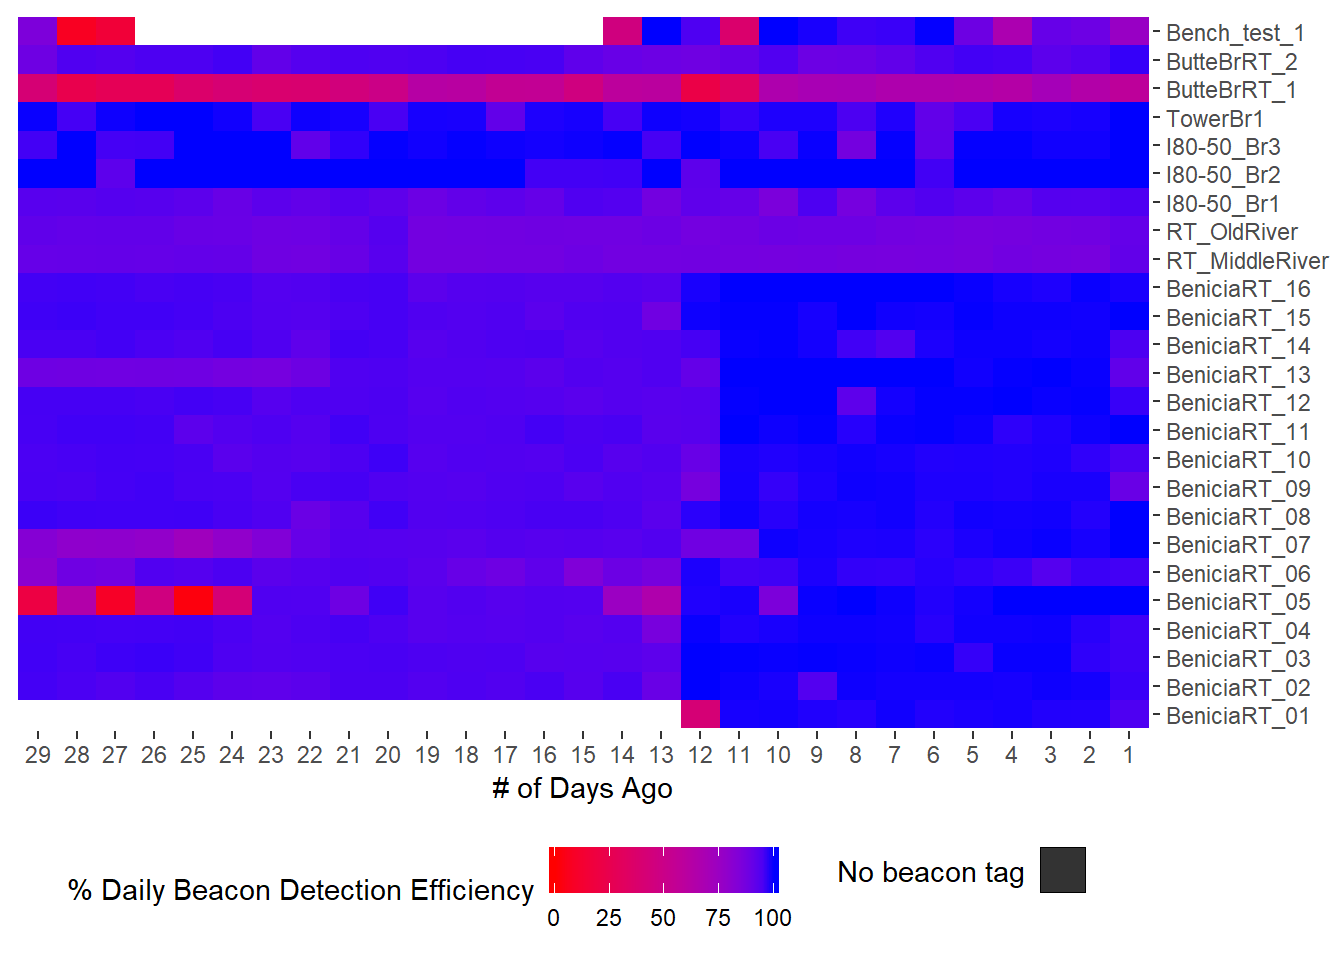 Bench_test_1
ButteBrRT_2
ButteBrRT_1
TowerBr1
I80-50_Br3
I80-50_Br2
I80-50_Br1
RT_OldRiver
RT_MiddleRiver
BeniciaRT_16
BeniciaRT_15
BeniciaRT_14
BeniciaRT_13
BeniciaRT_12
BeniciaRT_11
BeniciaRT_10
BeniciaRT_09
BeniciaRT_08
BeniciaRT_07
BeniciaRT_06
BeniciaRT_05
BeniciaRT_04
BeniciaRT_03
BeniciaRT_02
BeniciaRT_01
29 28 27 26 25 24 23 22 21 20 19 18 17 16 15 14 13 12 11 10 9 8 7 6 5 4 3 2 1
# of Days Ago
% Daily Beacon Detection Efficiency
0 25 50 75 100
No beacon tag